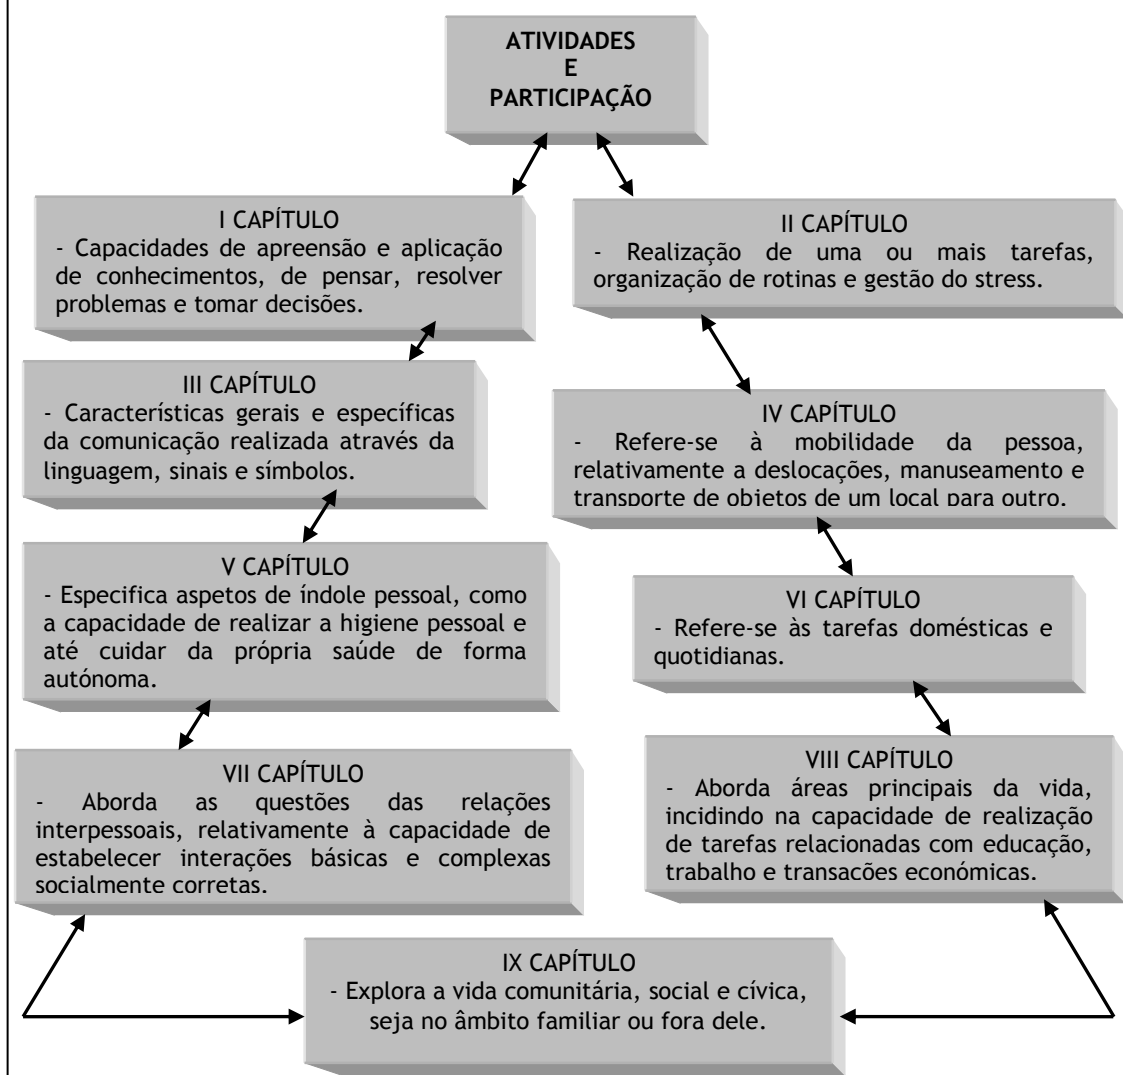 ATIVIDADES
E
PARTICIPAÇÃO
I CAPÍTULO
- Capacidades de apreensão e aplicação
de conhecimentos, de pensar, resolver
problemas e tomar decisões.
II CAPÍTULO
- Realização de uma ou mais tarefas,
organização de rotinas e gestão do stress.
III CAPÍTULO
- Características gerais e específicas
da comunicação realizada através da
linguagem, sinais e símbolos.
IV CAPÍTULO
- Refere-se à mobilidade da pessoa,
relativamente a deslocações, manuseamento e
transporte de objetos de um local para outro.
V CAPÍTULO
- Especifica aspetos de índole pessoal, como
a capacidade de realizar a higiene pessoal e
até cuidar da própria saúde de forma
autónoma.
VI CAPÍTULO
- Refere-se às tarefas domésticas e
quotidianas.
VII CAPÍTULO
- Aborda as questões das relações
interpessoais, relativamente à capacidade de
estabelecer interações básicas e complexas
socialmente corretas.
VIII CAPÍTULO
- Aborda áreas principais da vida,
incidindo na capacidade de realização
de tarefas relacionadas com educação,
trabalho e transações económicas.
IX CAPÍTULO
- Explora a vida comunitária, social e cívica,
seja no âmbito familiar ou fora dele.